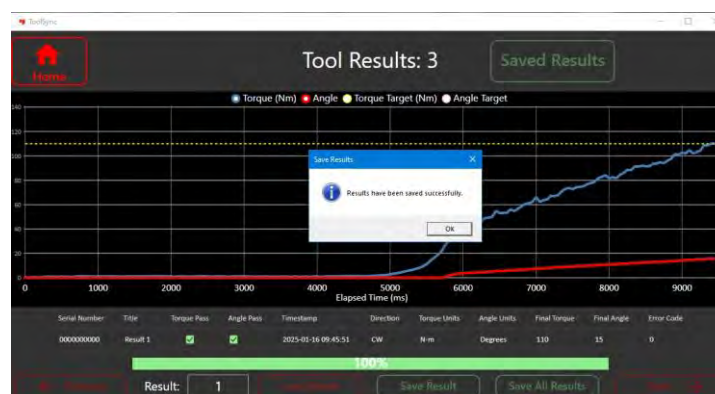 ToolSync
Home
Tool Results: 3
Saved Results
Torque (Nm) Angle Torque Target (Nm) Angle Target
140
120
100
80
60
40
20
0
0 1000 2000 3000 4000 5000 6000 7000 8000 9000
Elapsed Time (ms)
Save Results
Results have been saved successfully.
OK
Serial Number Title Torque Pass Angle Pass Timestamp Direction Torque Units Angle Units Final Torque Final Angle Error Code
0000000000 Result 1 2025-01-16 09:45:51 CW N-m Degrees 110 15 0
100%
Result: 1 Save Result Save All Results